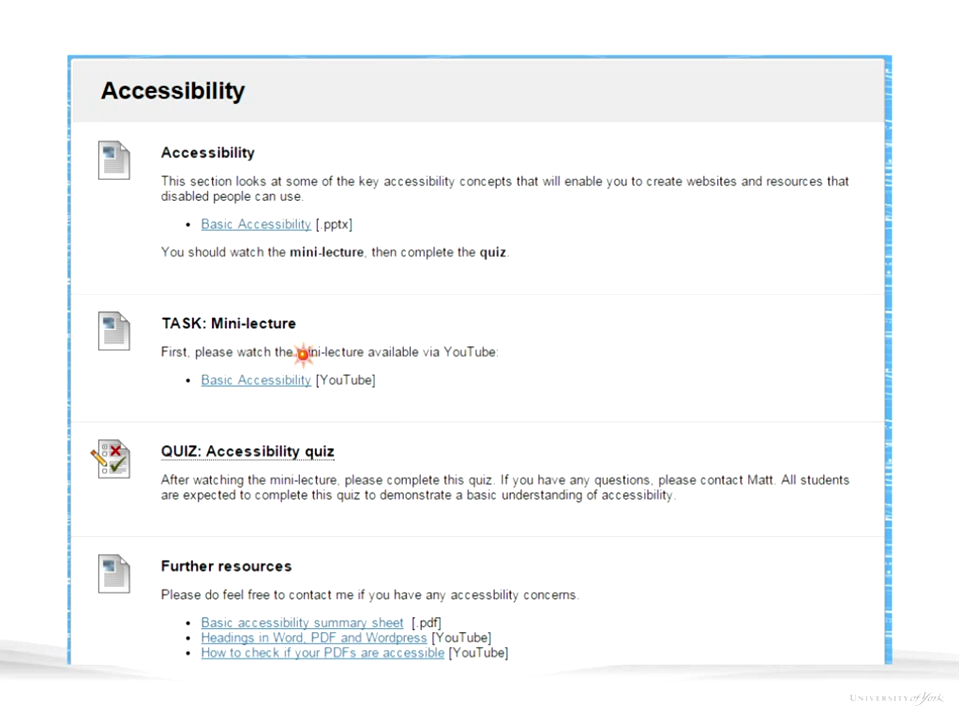 Accessibility
Accessibility
This section looks at some of the key accessibility concepts that will enable you to create websites and resources that
disabled people can use.
• Basic Accessibility [.pptx]
You should watch the mini-lecture, then complete the quiz.
TASK: Mini-lecture
First, please watch the ni-lecture available via YouTube:
• Basic Accessibility [YouTube]
QUIZ: Accessibility quiz
After watching the mini-lecture, please complete this quiz. If you have any questions, please contact Matt. All students
are expected to complete this quiz to demonstrate a basic understanding of accessibility.
Further resources
Please do feel free to contact me if you have any accessbility concerns.
• Basic accessibility summary sheet [.pdf]
• Headings in Word, PDF and Wordpress [YouTube]
• How to check if your PDFs are accessible [YouTube]
UNIVERSITY of York